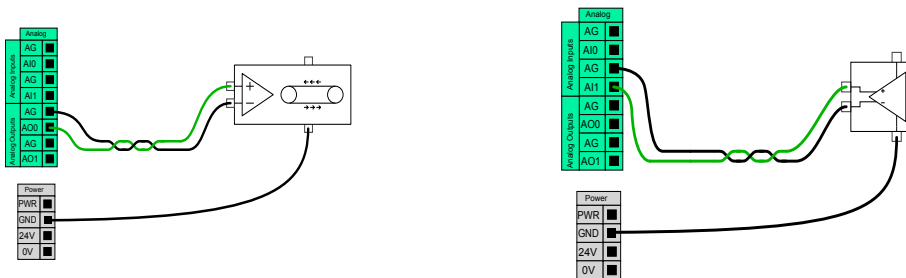 Analog
Analog Inputs
AG
AI0
AG
AI1
Analog Outputs
AG
AO0
AG
AO1
+
−
Power
PWR
GND
24V
0V
Analog
Analog Inputs
AG
AI0
AG
AI1
Analog Outputs
AG
AO0
AG
AO1
+
−
Power
PWR
GND
24V
0V